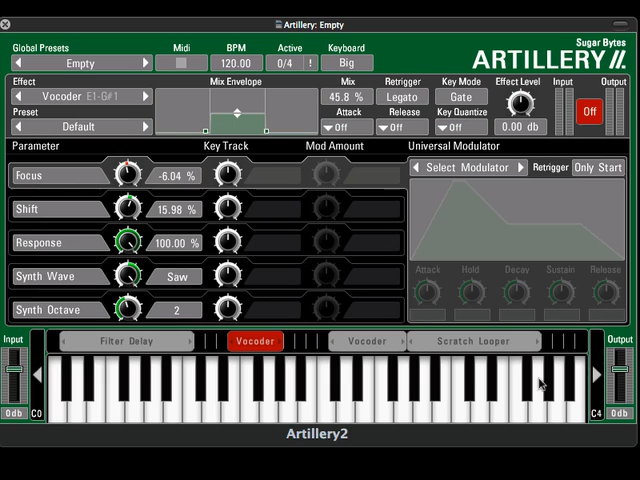 Artillery: Empty
Global Presets
Midi
BPM
Active
Keyboard
Sugar Bytes
Empty
120.00
0/4
!
Big
ARTILLERY II.
Effect
Mix Envelope
Mix
Retrigger
Key Mode
Effect Level
Input
Output
Vocoder E1-G#1
45.8 %
Legato
Gate
Off
Preset
Attack
Release
Key Quantize
Default
Off
Off
Off
0.00 db
Parameter
Key Track
Mod Amount
Universal Modulator
Focus
-6.04 %
Select Modulator
Retrigger
Only Start
Shift
15.98 %
Response
100.00 %
Synth Wave
Saw
Attack
Hold
Decay
Sustain
Release
Synth Octave
2
Input
Filter Delay
Vocoder
Vocoder
Scratch Looper
Output
0db
C0
C4
0db
Artillery2